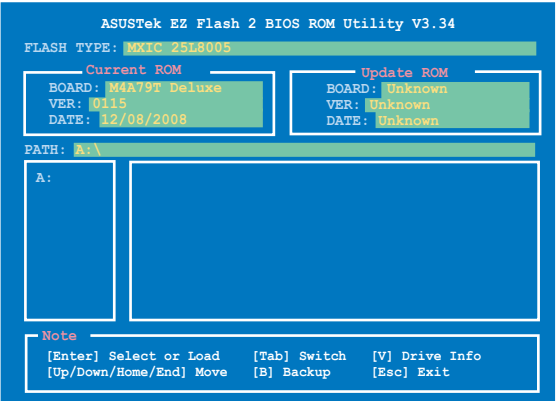 ASUSTek EZ Flash 2 BIOS ROM Utility V3.34
FLASH TYPE: MXIC 25L8005
Current ROM
BOARD: M4A79T Deluxe
VER: 0115
DATE: 12/08/2008
Update ROM
BOARD: Unknown
VER: Unknown
DATE: Unknown
PATH: A:\
A:
Note
[Enter] Select or Load [Tab] Switch [V] Drive Info
[Up/Down/Home/End] Move [B] Backup [Esc] Exit